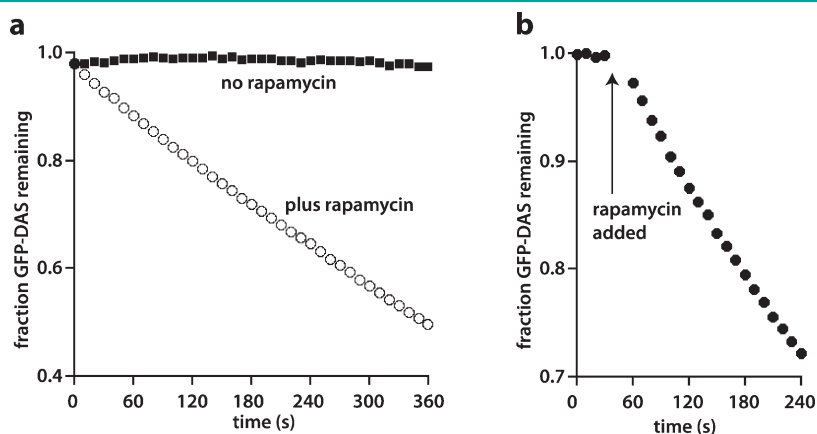 a
fraction GFP-DAS remaining
1.0
0.8
0.6
0.4
no rapamycin
plus rapamycin
0 60 120 180 240 300 360
time (s)
b
fraction GFP-DAS remaining
1.0
0.9
0.8
0.7
rapamycin
added
0 60 120 180 240
time (s)